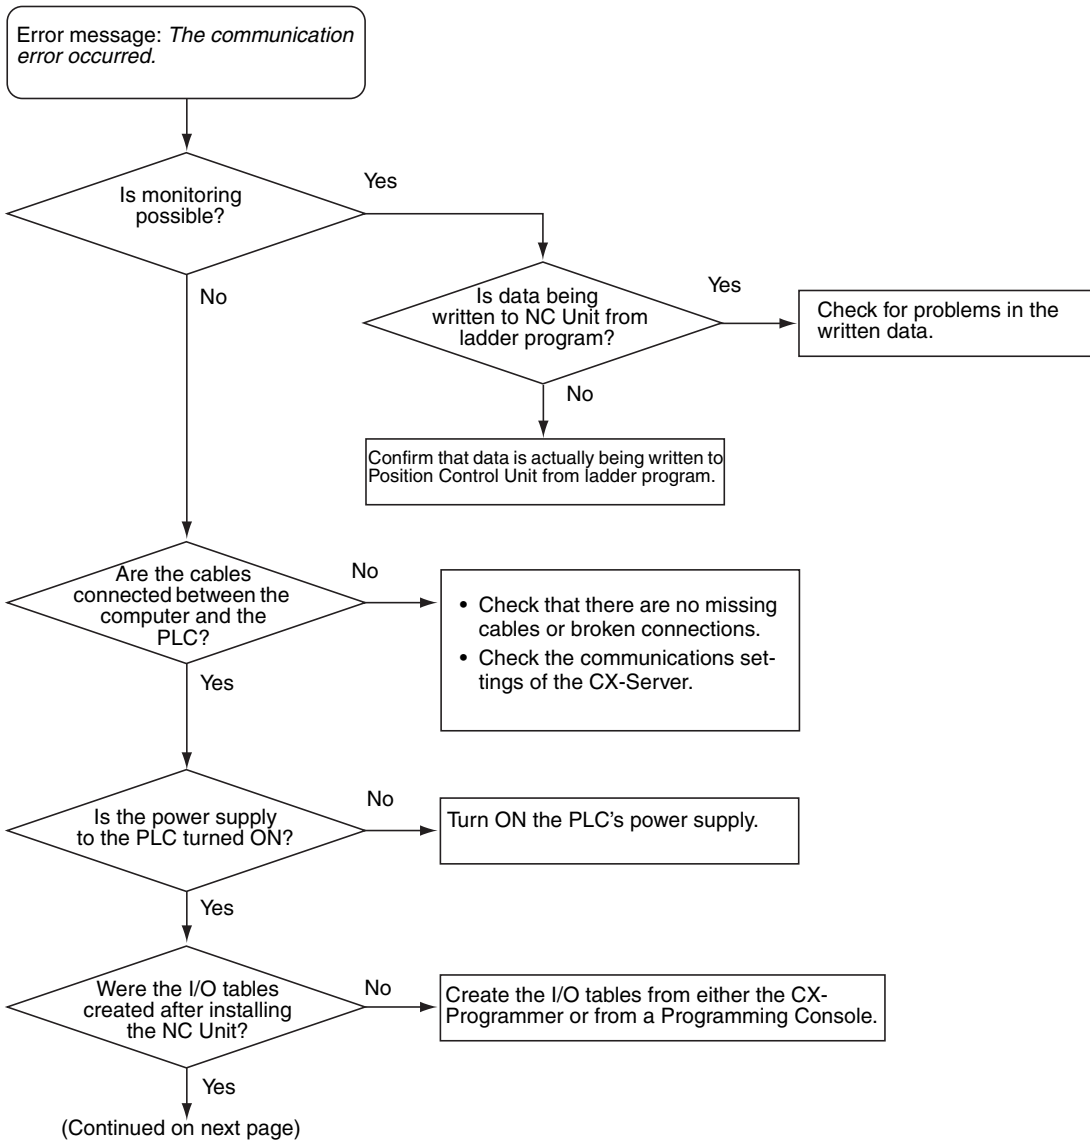 Error message: The communication
error occurred.
Is monitoring
possible?
Yes
No
Is data being
written to NC Unit from
ladder program?
Yes
Check for problems in the
written data.
No
Confirm that data is actually being written to
Position Control Unit from ladder program.
Are the cables
connected between the
computer and the
PLC?
No
• Check that there are no missing
cables or broken connections.
• Check the communications set-
tings of the CX-Server.
Yes
Is the power supply
to the PLC turned ON?
No
Turn ON the PLC’s power supply.
Yes
Were the I/O tables
created after installing
the NC Unit?
No
Create the I/O tables from either the CX-
Programmer or from a Programming Console.
Yes
(Continued on next page)